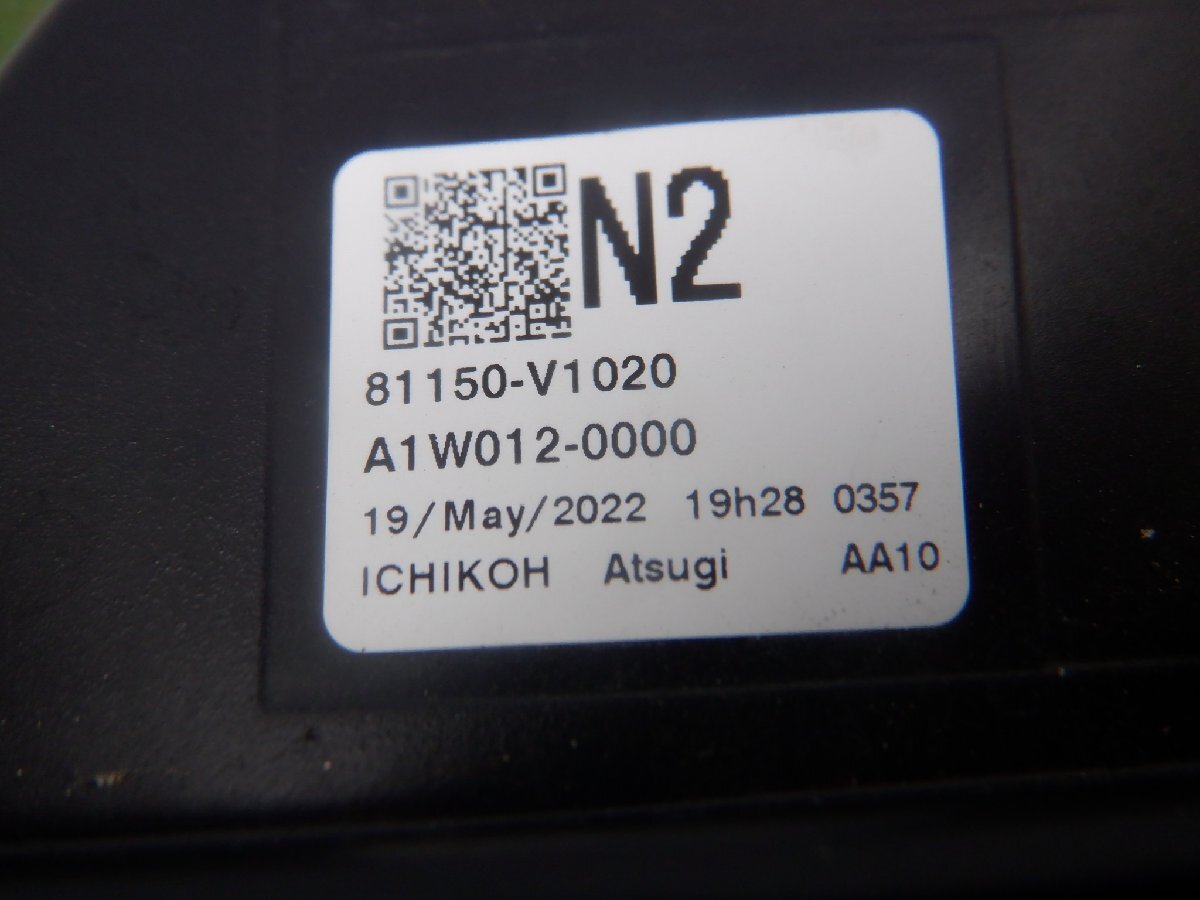 N2
81150-V1020
A1W012-0000
19/May/2022 19h28 0357
ICHIKOH Atsugi AA10